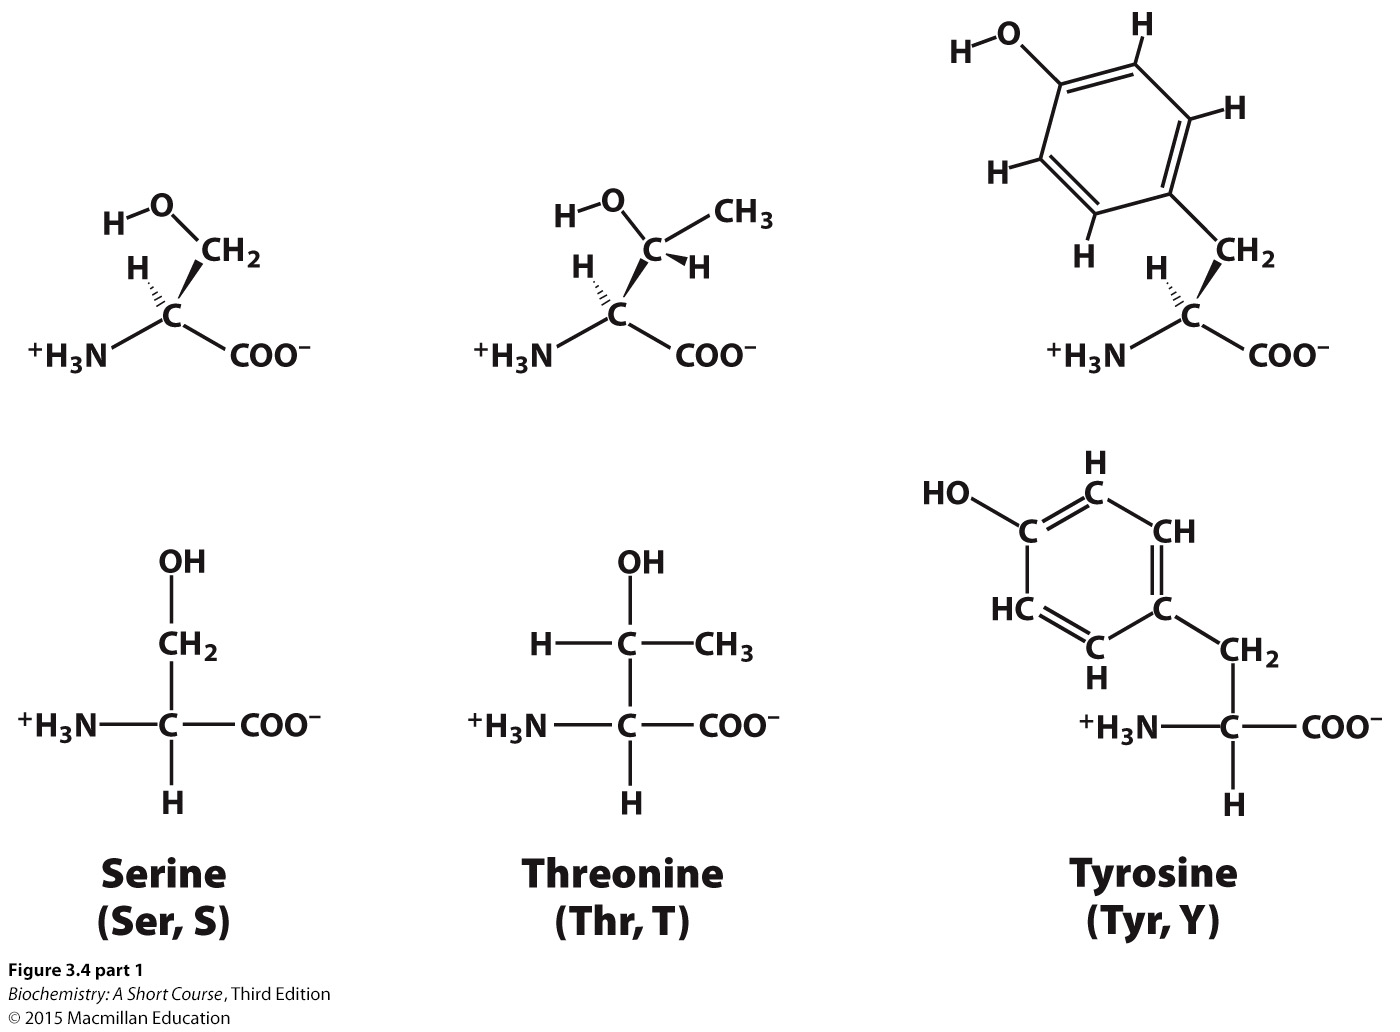 H O H
H
H
H
H O CH3
H O CH2 H C H H CH2
H H
C C C
+H3N COO− +H3N COO− +H3N COO−
H
HO C
OH OH C CH
HC C
CH2 H C CH3 C CH2
H
+H3N C COO− +H3N C COO− +H3N C COO−
H H H
Serine Threonine Tyrosine
(Ser, S) (Thr, T) (Tyr, Y)
Figure 3.4 part 1
Biochemistry: A Short Course, Third Edition
© 2015 Macmillan Education